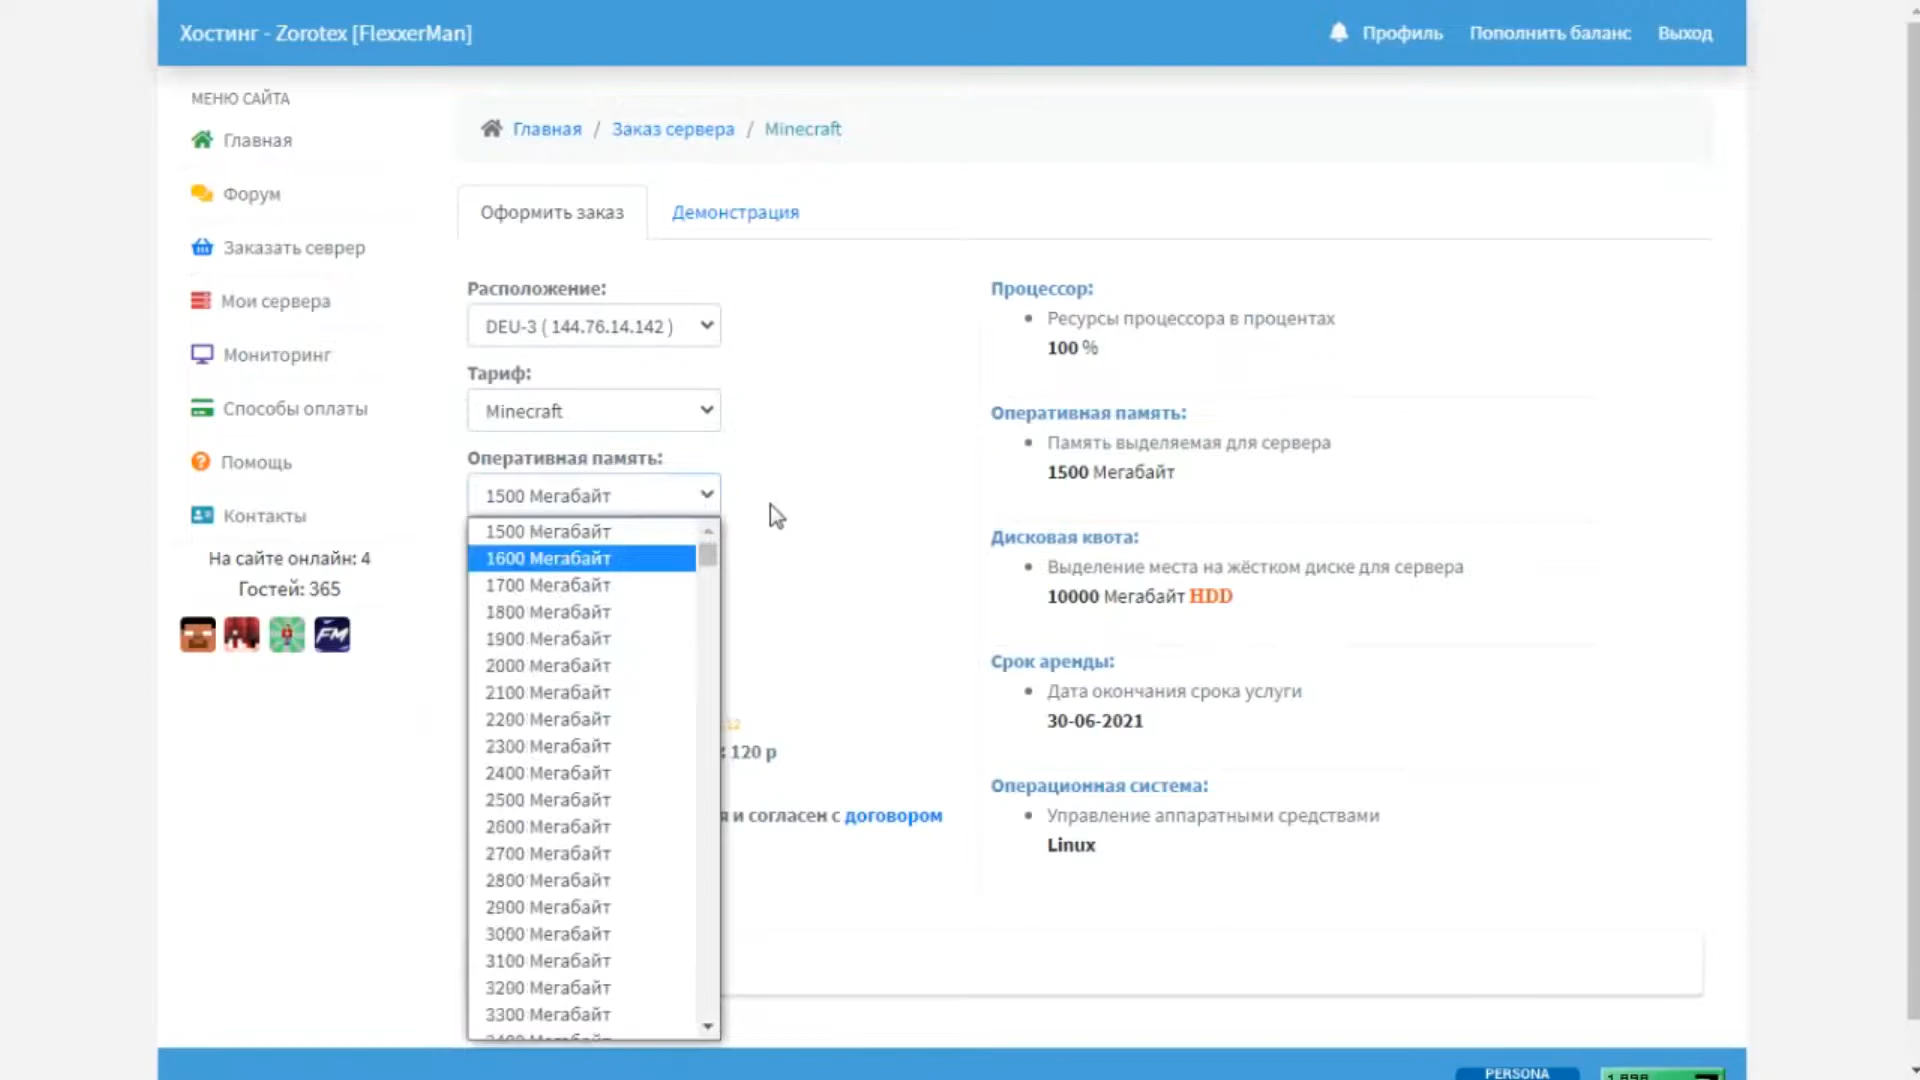 Хостинг - Zorotex [FlexxerMan]
Профиль
Пополнить баланс
Выход
МЕНЮ САЙТА
Главная
Форум
Заказать севрер
Мои сервера
Мониторинг
Способы оплаты
Помощь
Контакты
На сайте онлайн: 4
Гостей: 365
FM
Главная / Заказ сервера / Minecraft
Оформить заказ
Демонстрация
Расположение:
DEU-3 ( 144.76.14.142 )
Тариф:
Minecraft
Оперативная память:
1500 Мегабайт
1500 Мегабайт
1600 Мегабайт
1700 Мегабайт
1800 Мегабайт
1900 Мегабайт
2000 Мегабайт
2100 Мегабайт
2200 Мегабайт
2300 Мегабайт
2400 Мегабайт
2500 Мегабайт
2600 Мегабайт
2700 Мегабайт
2800 Мегабайт
2900 Мегабайт
3000 Мегабайт
3100 Мегабайт
3200 Мегабайт
3300 Мегабайт
12
: 120 р
я и согласен с договором
Процессор:
Ресурсы процессора в процентах
100 %
Оперативная память:
Память выделяемая для сервера
1500 Мегабайт
Дисковая квота:
Выделение места на жёстком диске для сервера
10000 Мегабайт HDD
Срок аренды:
Дата окончания срока услуги
30-06-2021
Операционная система:
Управление аппаратными средствами
Linux
PERSONA